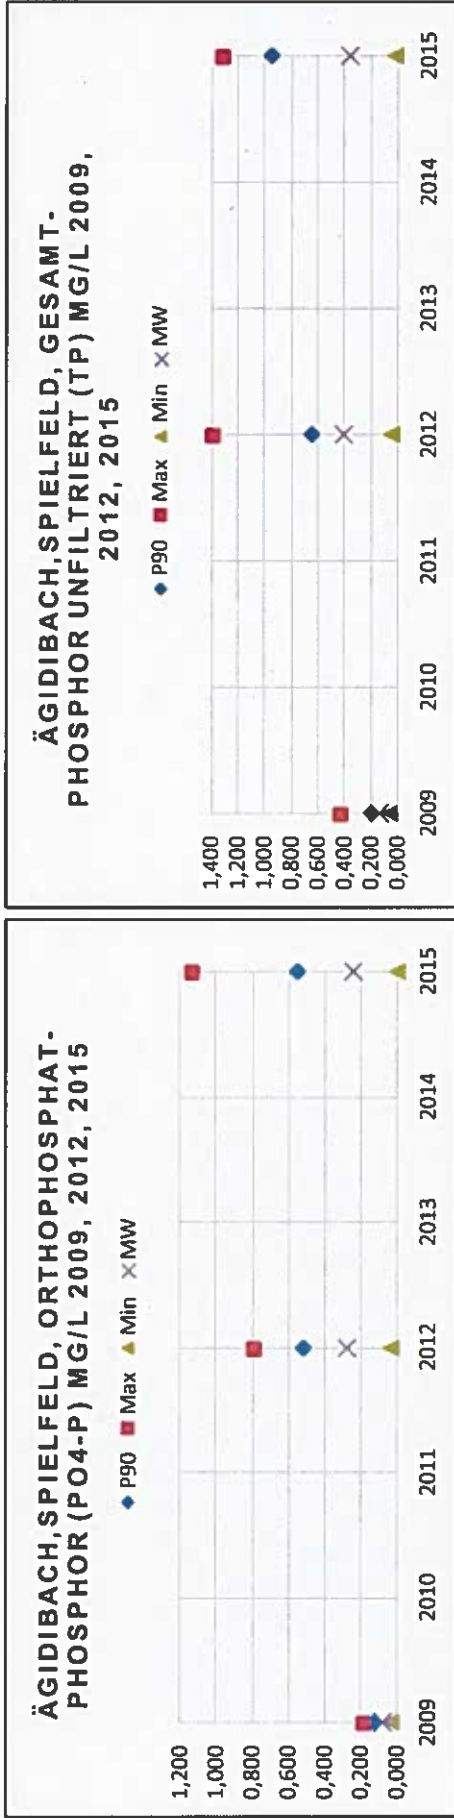 ÄGIDIBACH,SPIELFELD, ORTHOPHOSPHAT-
PHOSPHOR (PO4-P) MG/L 2009, 2012, 2015
P90 Max Min MW
1,200
1,000
0,800
0,600
0,400
0,200
0,000
2009 2010 2011 2012 2013 2014 2015
ÄGIDIBACH,SPIELFELD, GESAMT-
PHOSPHOR UNFILTRIERT (TP) MG/L 2009,
2012, 2015
P90 Max Min MW
1,400
1,200
1,000
0,800
0,600
0,400
0,200
0,000
2009 2010 2011 2012 2013 2014 2015